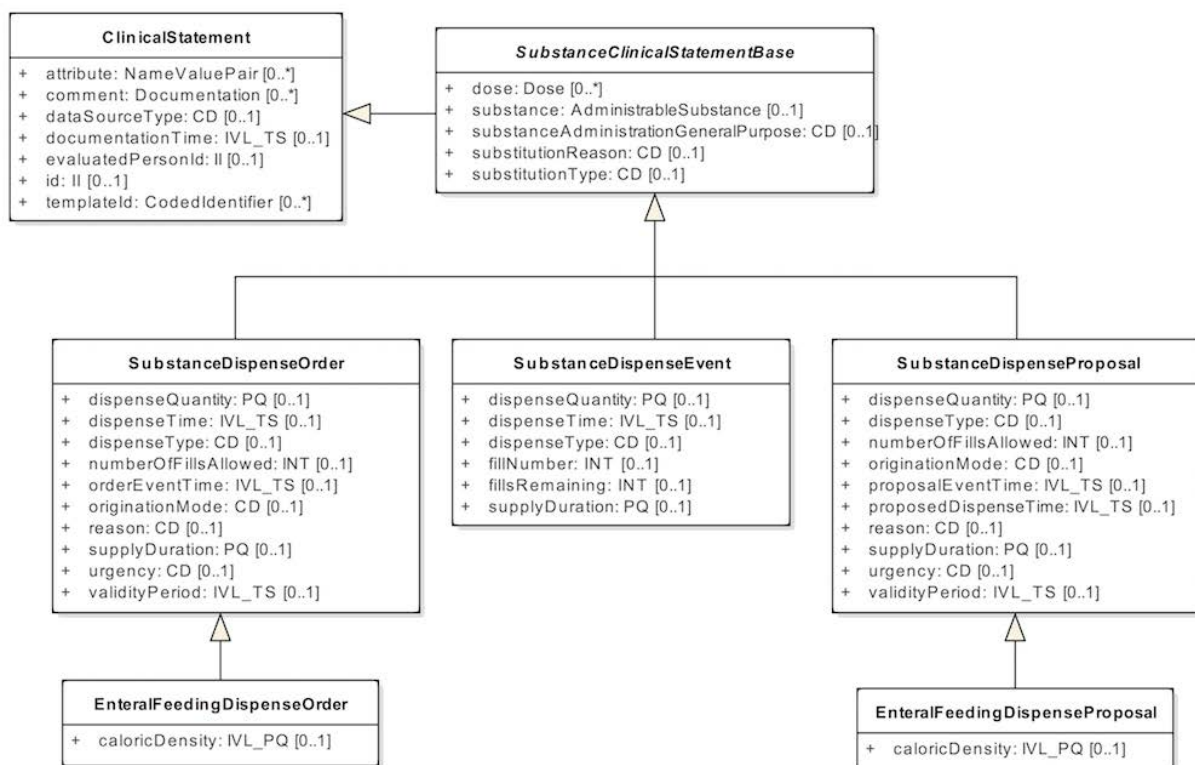 ClinicalStatement
+ attribute: NameValuePair [0..*]
+ comment: Documentation [0..*]
+ dataSourceType: CD [0..1]
+ documentationTime: IVL_TS [0..1]
+ evaluatedPersonId: II [0..1]
+ id: II [0..1]
+ templateId: CodedIdentifier [0..*]
SubstanceClinicalStatementBase
+ dose: Dose [0..*]
+ substance: AdministrableSubstance [0..1]
+ substanceAdministrationGeneralPurpose: CD [0..1]
+ substitutionReason: CD [0..1]
+ substitutionType: CD [0..1]
SubstanceDispenseOrder
+ dispenseQuantity: PQ [0..1]
+ dispenseTime: IVL_TS [0..1]
+ dispenseType: CD [0..1]
+ numberOfFillsAllowed: INT [0..1]
+ orderEventTime: IVL_TS [0..1]
+ originationMode: CD [0..1]
+ reason: CD [0..1]
+ supplyDuration: PQ [0..1]
+ urgency: CD [0..1]
+ validityPeriod: IVL_TS [0..1]
SubstanceDispenseEvent
+ dispenseQuantity: PQ [0..1]
+ dispenseTime: IVL_TS [0..1]
+ dispenseType: CD [0..1]
+ fillNumber: INT [0..1]
+ fillsRemaining: INT [0..1]
+ supplyDuration: PQ [0..1]
SubstanceDispenseProposal
+ dispenseQuantity: PQ [0..1]
+ dispenseType: CD [0..1]
+ numberOfFillsAllowed: INT [0..1]
+ originationMode: CD [0..1]
+ proposalEventTime: IVL_TS [0..1]
+ proposedDispenseTime: IVL_TS [0..1]
+ reason: CD [0..1]
+ supplyDuration: PQ [0..1]
+ urgency: CD [0..1]
+ validityPeriod: IVL_TS [0..1]
EnteralFeedingDispenseOrder
+ caloricDensity: IVL_PQ [0..1]
EnteralFeedingDispenseProposal
+ caloricDensity: IVL_PQ [0..1]